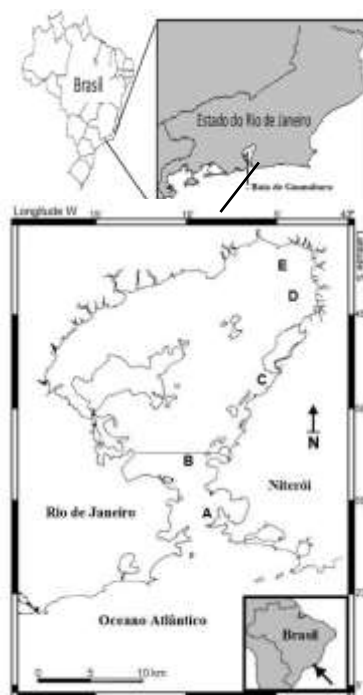 Brasil
Estado do Rio de Janeiro
Baía de Guanabara
Longitude W
E
D
C
N
B
Niterói
Rio de Janeiro
A
Oceano Atlântico
Brasil
0 5 10 km